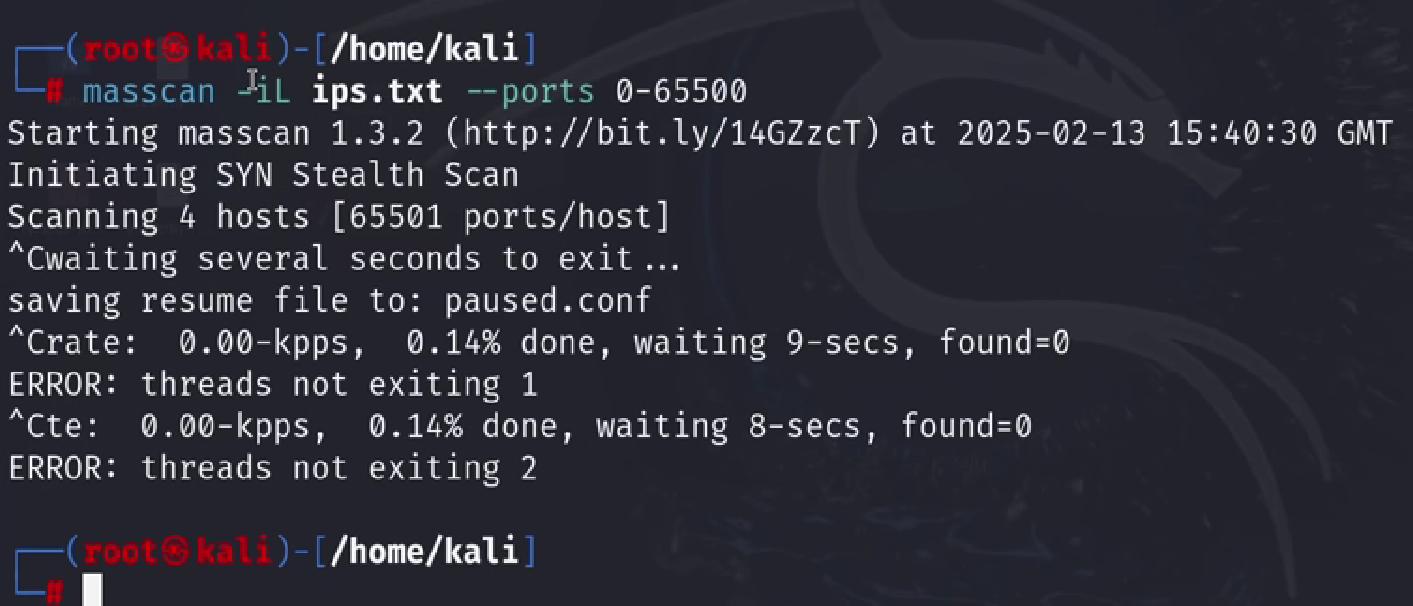 ┌──(root㉿kali)-[/home/kali]
└─# masscan -iL ips.txt --ports 0-65500
Starting masscan 1.3.2 (http://bit.ly/14GZzcT) at 2025-02-13 15:40:30 GMT
Initiating SYN Stealth Scan
Scanning 4 hosts [65501 ports/host]
^Cwaiting several seconds to exit...
saving resume file to: paused.conf
^Crate:  0.00-kpps,  0.14% done, waiting 9-secs, found=0
ERROR: threads not exiting 1
^Cte:  0.00-kpps,  0.14% done, waiting 8-secs, found=0
ERROR: threads not exiting 2
┌──(root㉿kali)-[/home/kali]
└─#